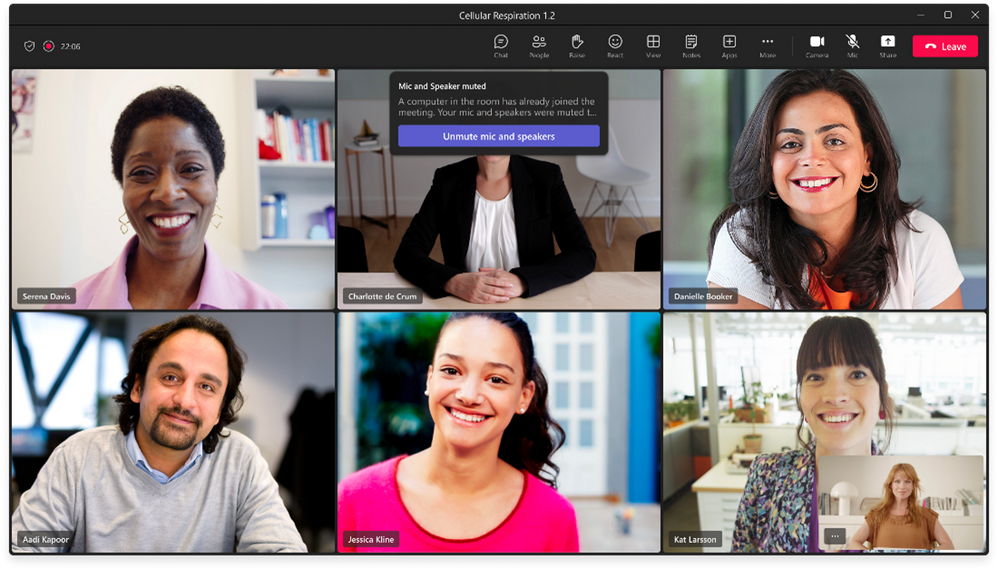 Cellular Respiration 1.2
22:06
Chat People Raise React View Notes Apps More Camera Mic Share Leave
Mic and Speaker muted
A computer in the room has already joined the
meeting. Your mic and speakers were muted t...
Unmute mic and speakers
Serena Davis
Charlotte de Crum
Danielle Booker
Aadi Kapoor
Jessica Kline
Kat Larsson